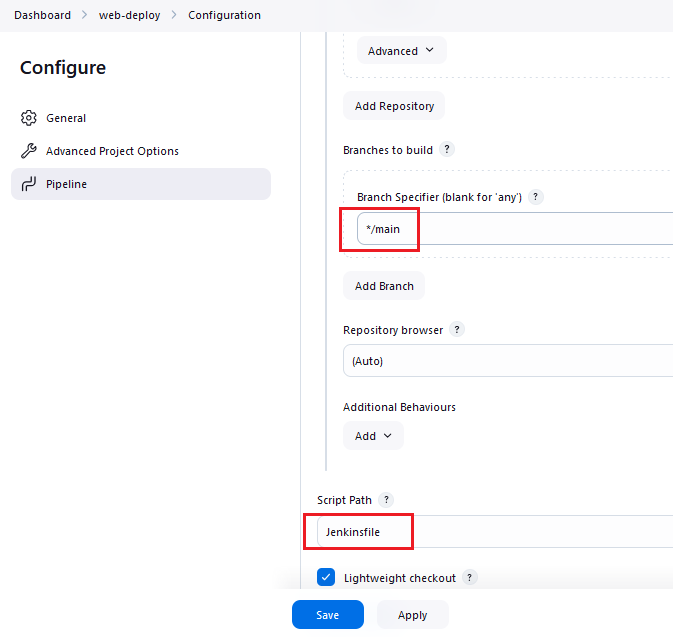 Dashboard > web-deploy > Configuration
Configure
General
Advanced Project Options
Pipeline
Advanced
Add Repository
Branches to build ?
Branch Specifier (blank for 'any') ?
*/main
Add Branch
Repository browser ?
(Auto)
Additional Behaviours
Add
Script Path ?
Jenkinsfile
Lightweight checkout ?
Save Apply